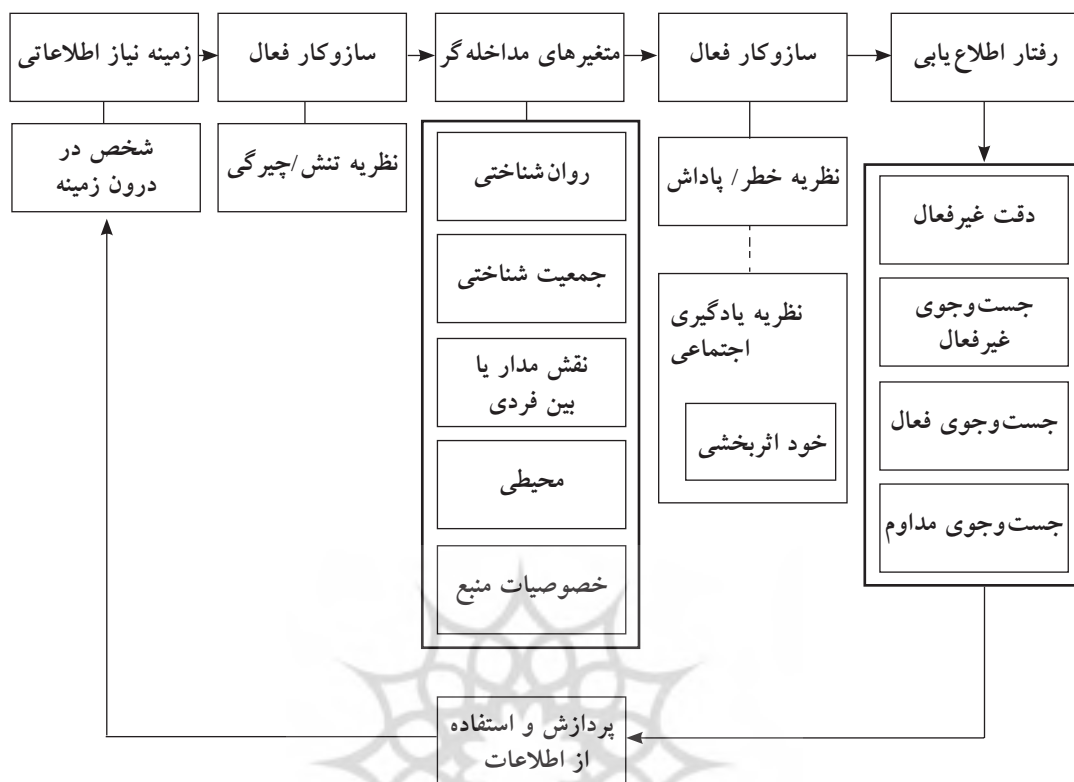 زمینه نیاز اطلاعاتی
سازوکار فعال
متغیرهای مداخله‌گر
سازوکار فعال
رفتار اطلاع‌یابی
شخص در
درون زمینه
نظریه تنش/چیرگی
روان‌شناختی
جمعیت شناختی
نقش مدار یا
بین فردی
محیطی
خصوصیات منبع
نظریه خطر/ پاداش
نظریه یادگیری
اجتماعی
خود اثربخشی
دقت غیرفعال
جست‌وجوی
غیرفعال
جست‌وجوی فعال
جست‌وجوی مداوم
پردازش و استفاده
از اطلاعات